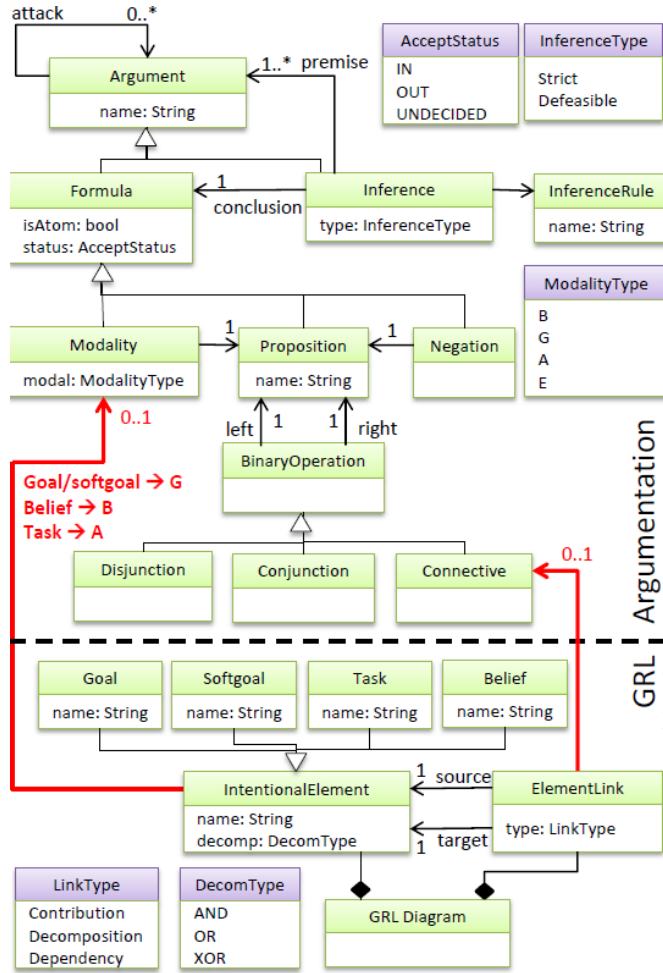 attack
0..*
Argument
name: String
1..* premise
AcceptStatus
IN
OUT
UNDECIDED
InferenceType
Strict
Defeasible
Formula
isAtom: bool
status: AcceptStatus
1
conclusion
Inference
type: InferenceType
InferenceRule
name: String
ModalityType
B
G
A
E
Modality
modal: ModalityType
1
Proposition
name: String
1
Negation
0..1
left
1
1
right
Goal/softgoal → G
Belief → B
Task → A
BinaryOperation
Disjunction
Conjunction
Connective
0..1
Argumentation
GRL
Goal
name: String
Softgoal
name: String
Task
name: String
Belief
name: String
IntentionalElement
name: String
decomp: DecomType
1
source
1
target
ElementLink
type: LinkType
LinkType
Contribution
Decomposition
Dependency
DecomType
AND
OR
XOR
GRL Diagram